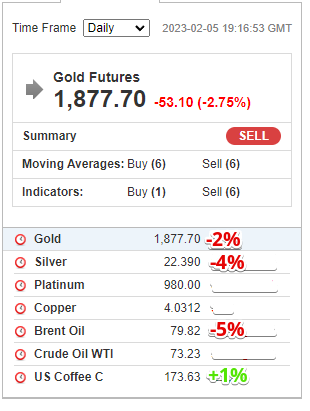 Time Frame Daily 2023-02-05 19:16:53 GMT
Gold Futures
1,877.70 -53.10 (-2.75%)
Summary SELL
Moving Averages: Buy (6) Sell (6)
Indicators: Buy (1) Sell (6)
Gold 1,877.70 -2%
Silver 22.390 -4%
Platinum 980.00
Copper 4.0312
Brent Oil 79.82 -5%
Crude Oil WTI 73.23
US Coffee C 173.63 +1%